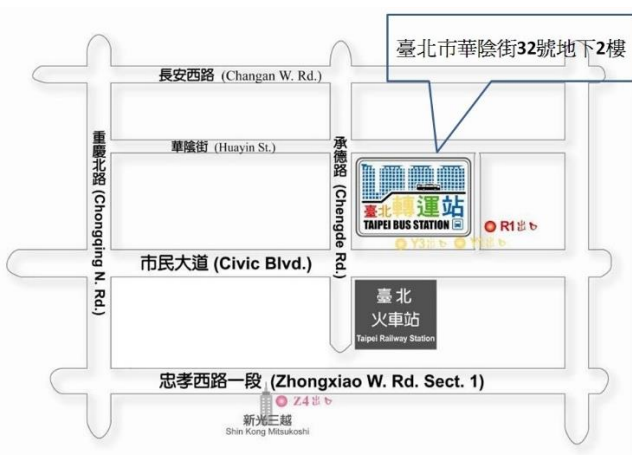 臺北市華陰街32號地下2樓
長安西路 (Changan W. Rd.)
重慶北路 (Chongqing N. Rd.)
華陰街 (Huayin St.)
承德路 (Chengde Rd.)
臺北轉運站
TAIPEI BUS STATION
R1出口
Y3出口
市民大道 (Civic Blvd.)
臺北
火車站
Taipei Railway Station
忠孝西路一段 (Zhongxiao W. Rd. Sect. 1)
Z4出口
新光三越
Shin Kong Mitsukoshi